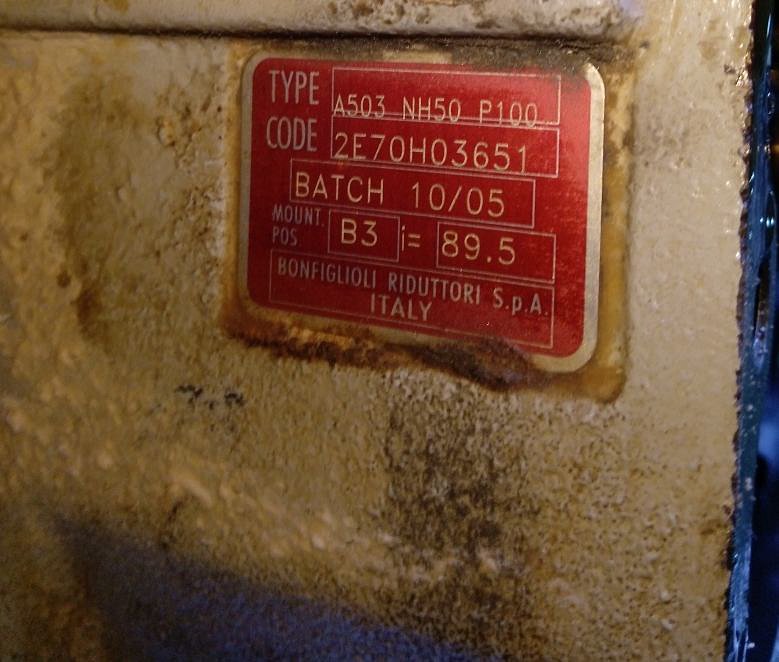 TYPE A503 NH50 P100
CODE 2E70H03651
BATCH 10/05
MOUNT. POS B3 i= 89.5
BONFIGLIOLI RIDUTTORI S.p.A.
ITALY